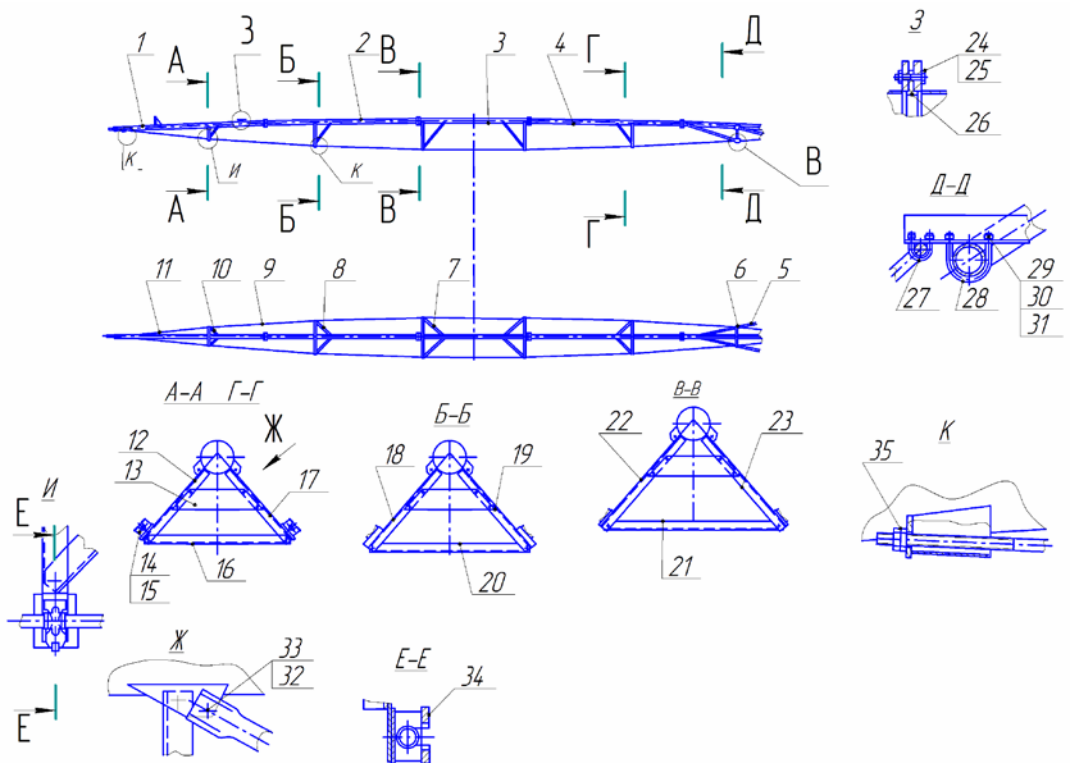 1
А
З
Б
2
В
3
4
Г
Д
З
24
25
26
К
И
К
В
А
А
Б
Б
В
В
Г
Г
Д
Д
Д-Д
27
28
29
30
31
11
10
9
8
7
6
5
А-А Г-Г
Ж
12
13
14
15
16
17
Б-Б
18
19
20
В-В
22
23
21
К
35
И
Е
Е
Ж
33
32
Е-Е
34